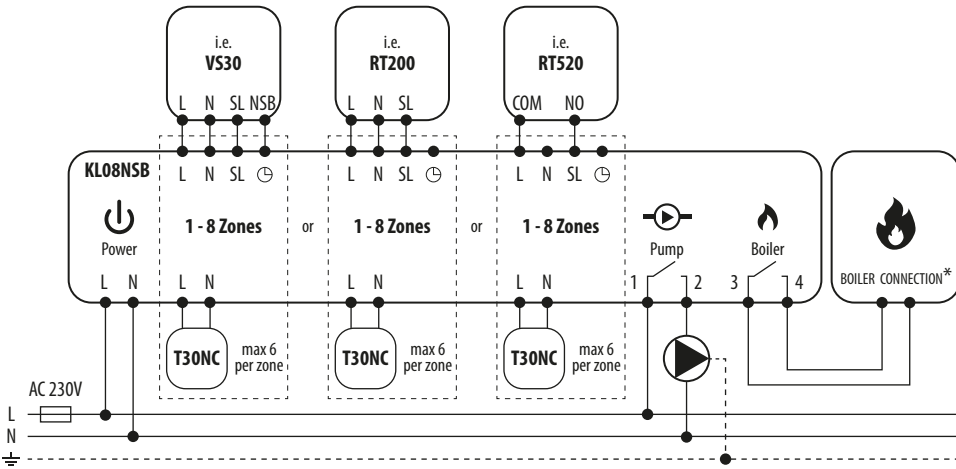 i.e.
VS30
L N SL NSB
i.e.
RT200
L N SL
i.e.
RT520
COM NO
KL08NSB
L N SL
L N SL
L N SL
Power
1 - 8 Zones
or
1 - 8 Zones
or
1 - 8 Zones
Pump
Boiler
BOILER CONNECTION*
L N
L N
L N
L N
1 2
3 4
T30NC
max 6
per zone
T30NC
max 6
per zone
T30NC
max 6
per zone
AC 230V
L
N